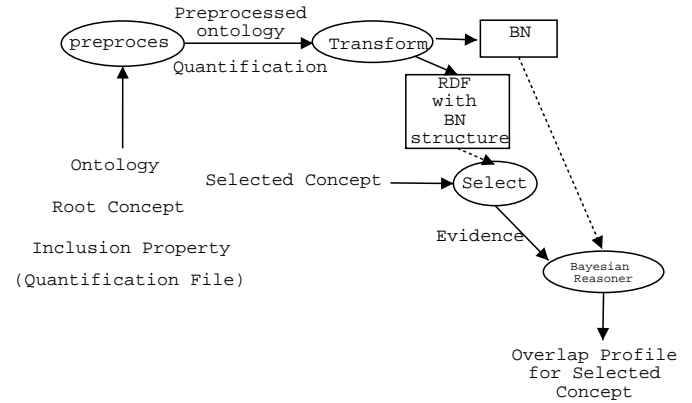 Preprocessed
ontology
preproces
Transform
BN
Quantification
RDF
with
BN
structure
Ontology
Selected Concept
Select
Root Concept
Evidence
Inclusion Property
(Quantification File)
Bayesian
Reasoner
Overlap Profile
for Selected
Concept